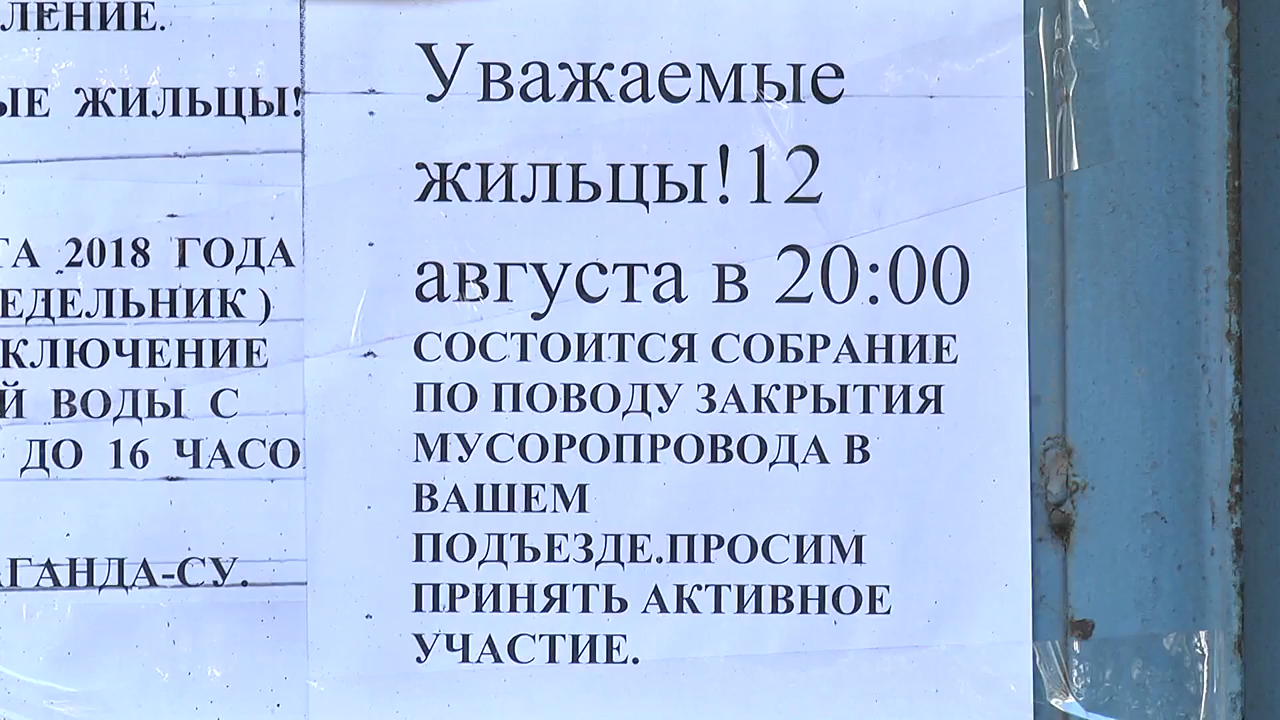 ЛЕНИЕ.
ЫЕ ЖИЛЬЦЫ!
ТА 2018 ГОДА
ЕДЕЛЬНИК )
КЛЮЧЕНИЕ
Й ВОДЫ С
ДО 16 ЧАСО
АГАНДА-СУ.
Уважаемые
жильцы!12
августа в 20:00
СОСТОИТСЯ СОБРАНИЕ
ПО ПОВОДУ ЗАКРЫТИЯ
МУСОРОПРОВОДА В
ВАШЕМ
ПОДЪЕЗДЕ.ПРОСИМ
ПРИНЯТЬ АКТИВНОЕ
УЧАСТИЕ.